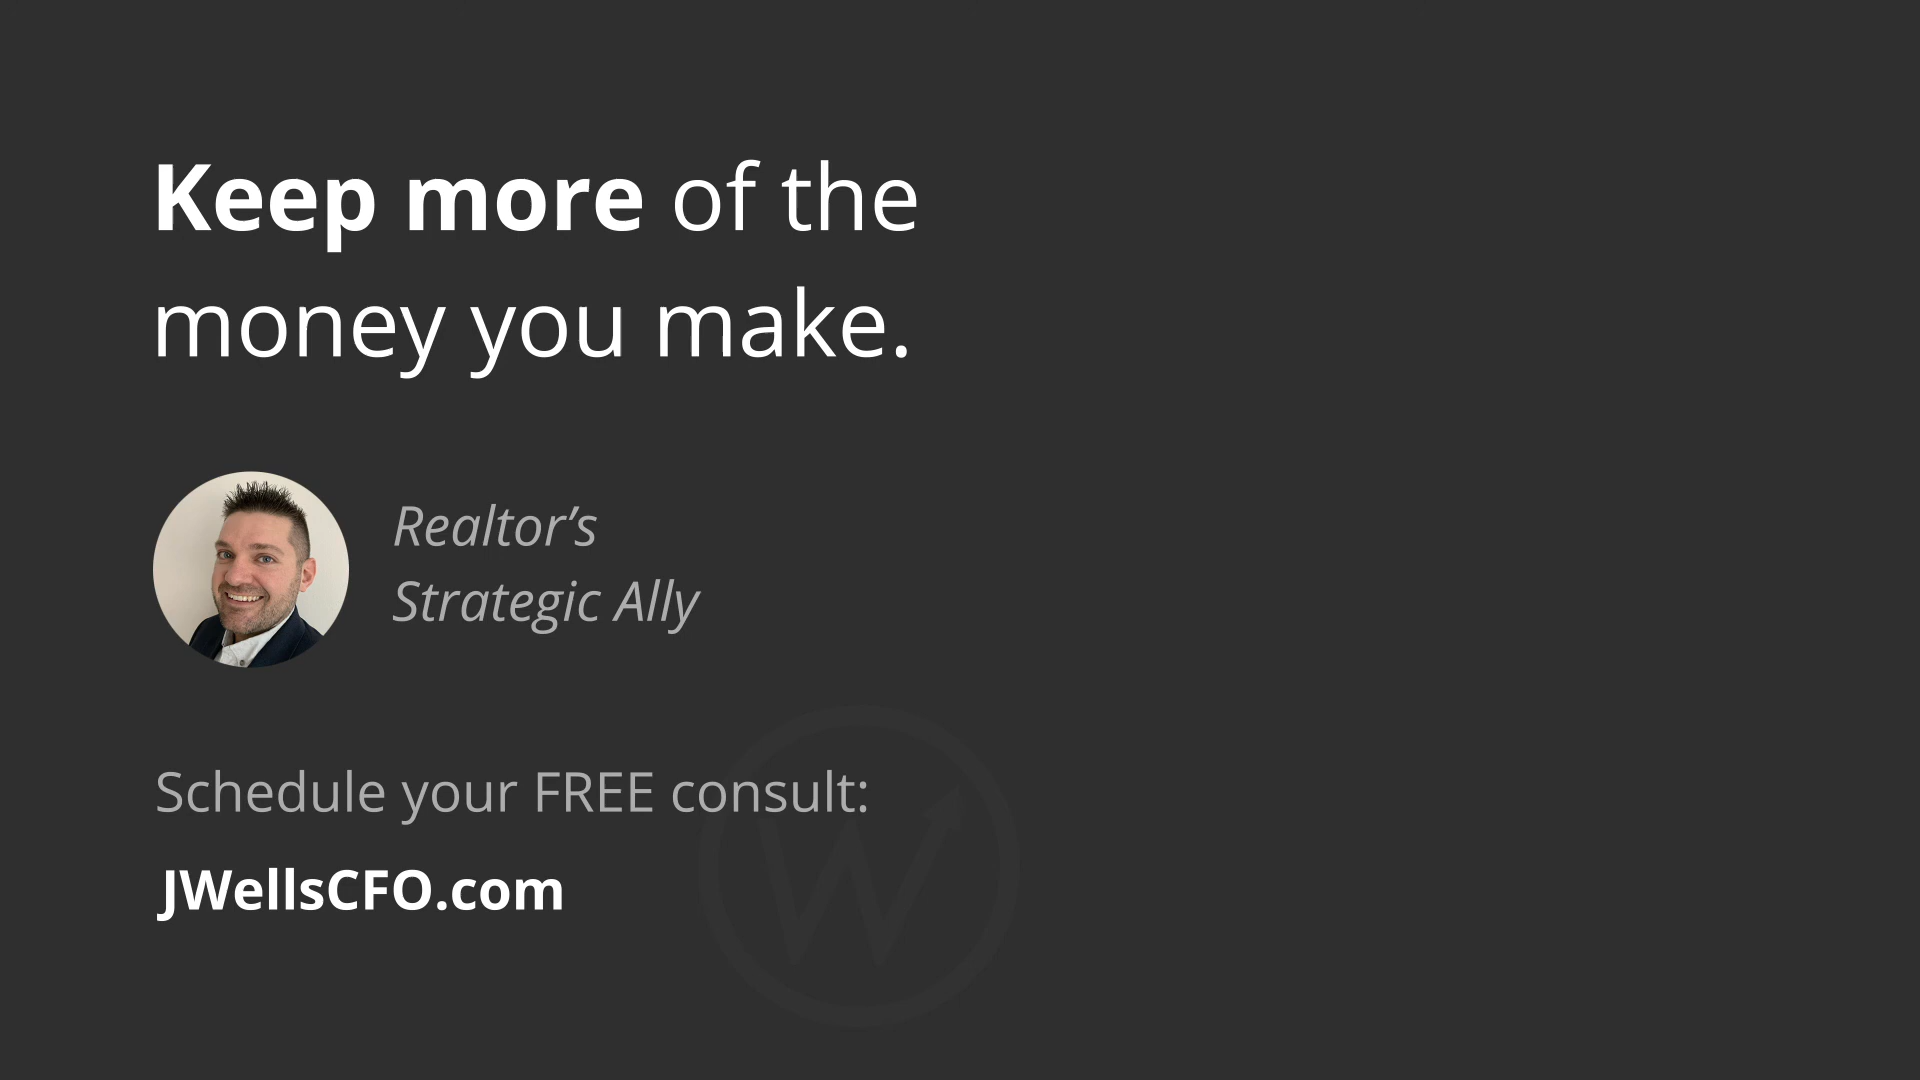 Keep more of the
money you make.
Realtor’s
Strategic Ally
Schedule your FREE consult:
JWellsCFO.com
W